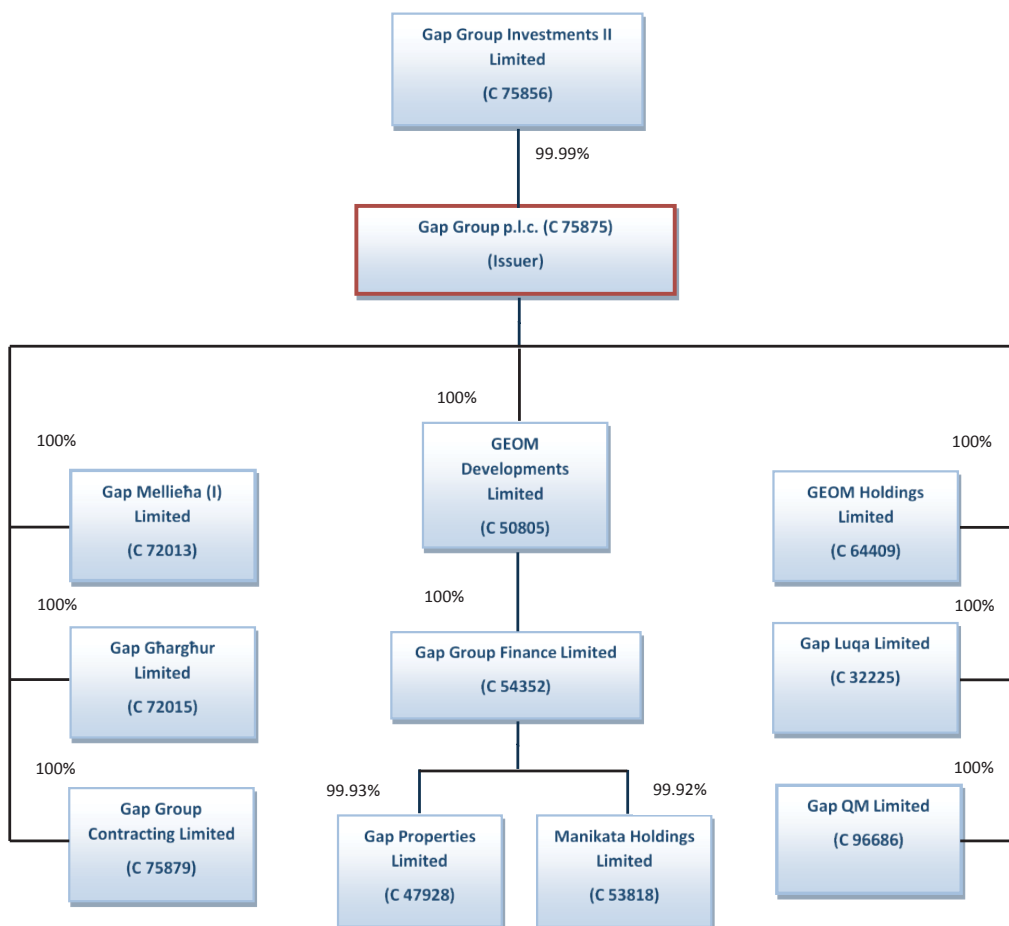 Gap Group Investments II
Limited
(C 75856)
99.99%
Gap Group p.l.c. (C 75875)
(Issuer)
100%
Gap Mellieħa (I)
Limited
(C 72013)
100%
Gap Għargħur
Limited
(C 72015)
100%
Gap Group
Contracting Limited
(C 75879)
100%
GEOM
Developments
Limited
(C 50805)
100%
Gap Group Finance Limited
(C 54352)
99.93%
Gap Properties
Limited
(C 47928)
99.92%
Manikata Holdings
Limited
(C 53818)
100%
GEOM Holdings
Limited
(C 64409)
100%
Gap Luqa Limited
(C 32225)
100%
Gap QM Limited
(C 96686)